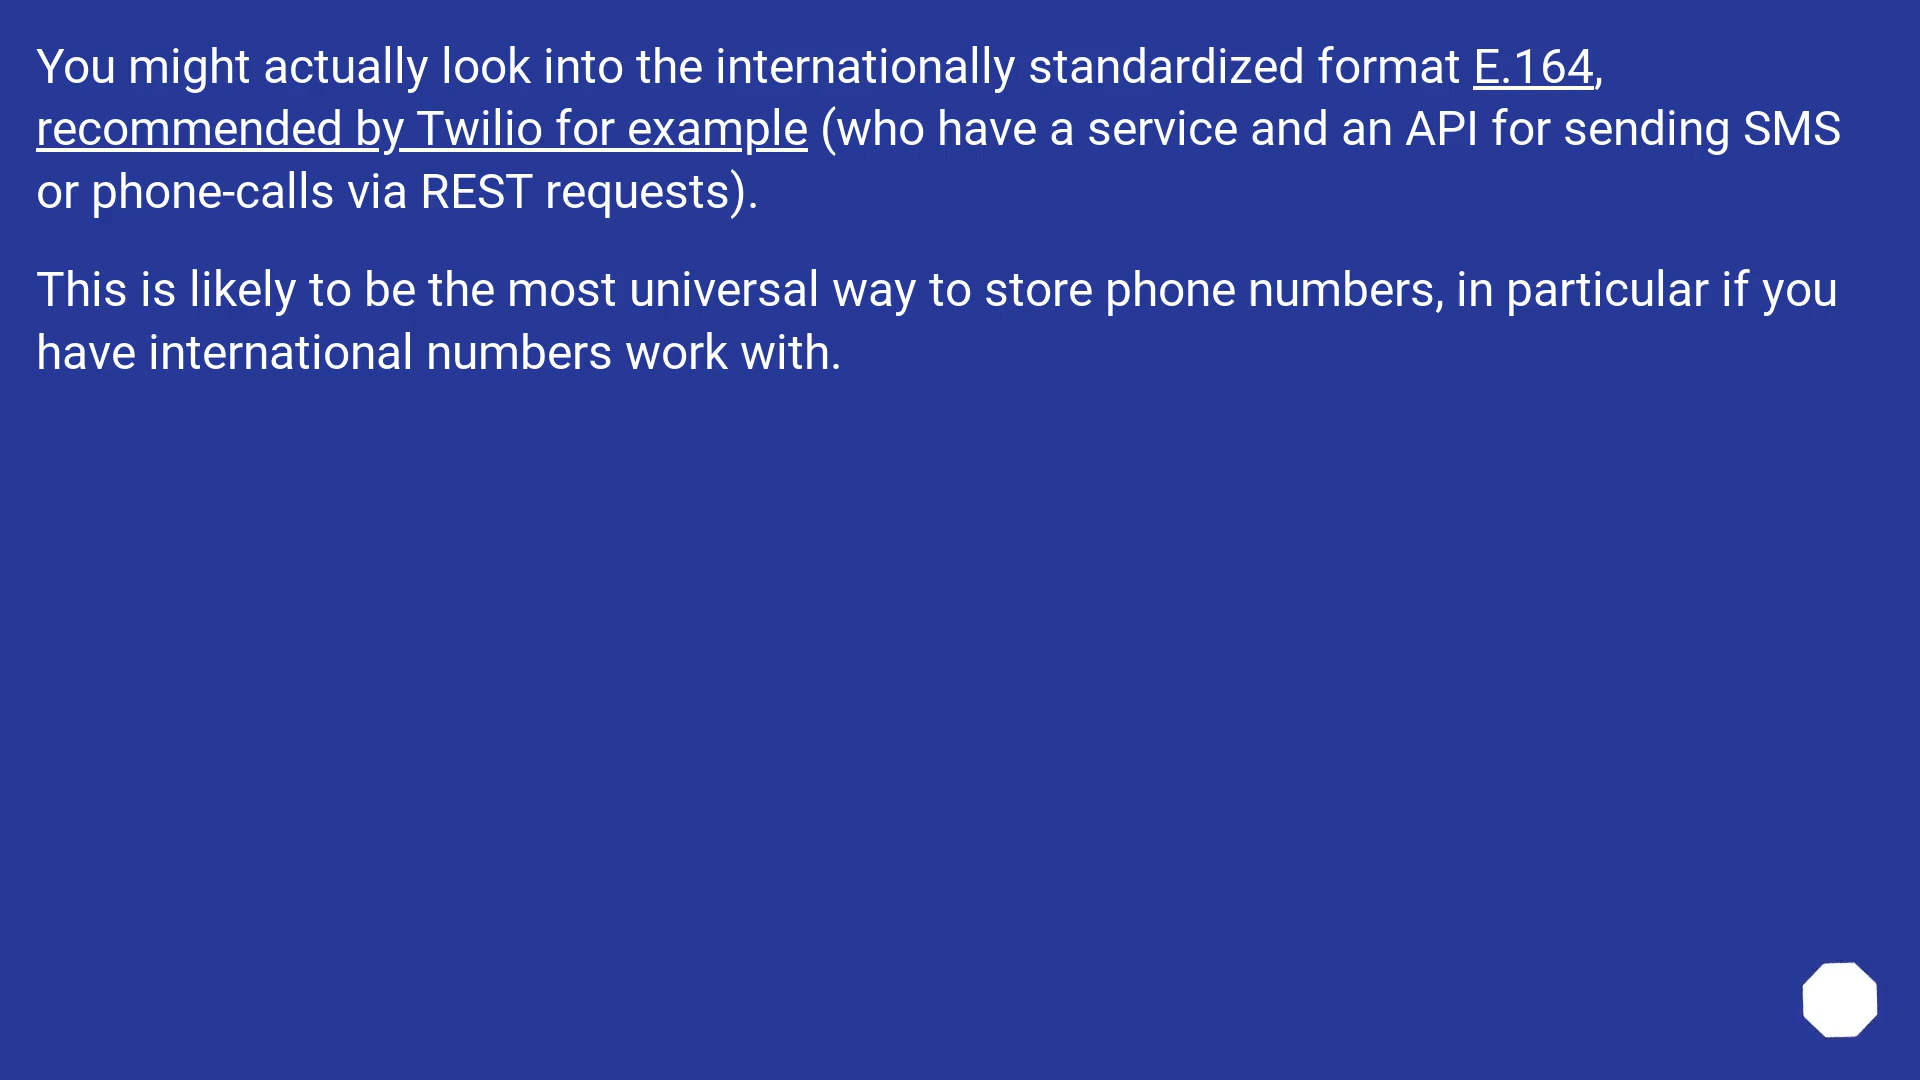 You might actually look into the internationally standardized format E.164,
recommended by Twilio for example (who have a service and an API for sending SMS
or phone-calls via REST requests).
This is likely to be the most universal way to store phone numbers, in particular if you
have international numbers work with.